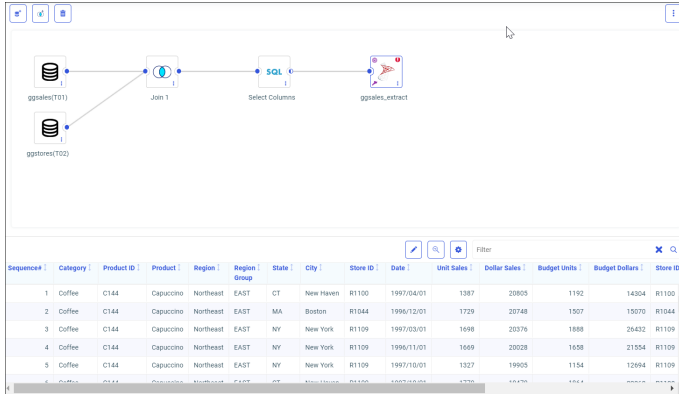 SQL
ggsales(T01) Join 1 Select Columns ggsales_extract
ggstores(T02)
Filter
Sequence# Category Product ID Product Region Region Group State City Store ID Date Unit Sales Dollar Sales Budget Units Budget Dollars Store ID
1 Coffee C144 Capuccino Northeast EAST CT New Haven R1100 1997/04/01 1387 20805 1192 14304 R1100
2 Coffee C144 Capuccino Northeast EAST MA Boston R1044 1996/12/01 1729 20748 1507 15070 R1044
3 Coffee C144 Capuccino Northeast EAST NY New York R1109 1997/03/01 1698 20376 1888 26432 R1109
4 Coffee C144 Capuccino Northeast EAST NY New York R1109 1996/11/01 1669 20028 1658 21554 R1109
5 Coffee C144 Capuccino Northeast EAST NY New York R1109 1997/10/01 1327 19905 1154 12694 R1109